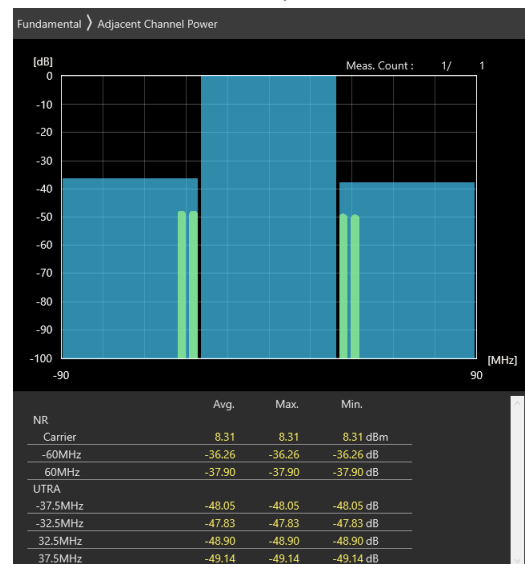 Fundamental 〉 Adjacent Channel Power
[dB] Meas. Count : 1/ 1
0
-10
-20
-30
-40
-50
-60
-70
-80
-90
-100
[MHz]
-90 90
Avg. Max. Min.
NR
Carrier 8.31 8.31 8.31 dBm
-60MHz -36.26 -36.26 -36.26 dB
60MHz -37.90 -37.90 -37.90 dB
UTRA
-37.5MHz -48.05 -48.05 -48.05 dB
-32.5MHz -47.83 -47.83 -47.83 dB
32.5MHz -48.90 -48.90 -48.90 dB
37.5MHz -49.14 -49.14 -49.14 dB